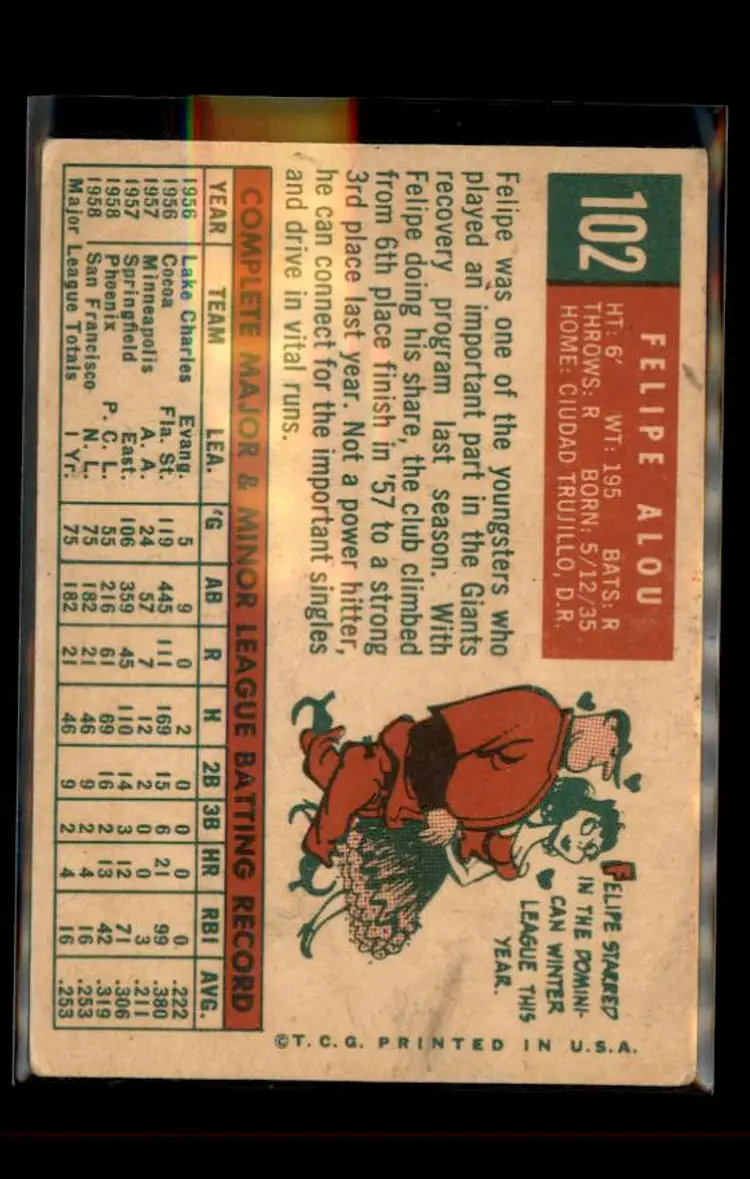 102
FELIPE ALOU
HT: 6' WT: 195 BATS: R
THROWS: R BORN: 5/12/35
HOME: CIUDAD TRUJILLO, D.R.
Felipe was one of the youngsters who
played an important part in the Giants
recovery program last season. With
Felipe doing his share, the club climbed
from 6th place finish in '57 to a strong
3rd place last year. Not a power hitter,
he can connect for the important singles
and drive in vital runs.
FELIPE STARRED
IN THE DOMINI-
CAN WINTER
LEAGUE THIS
YEAR.
COMPLETE MAJOR & MINOR LEAGUE BATTING RECORD
YEAR TEAM LEA. G AB R H 2B 3B HR RBI AVG.
1956 Lake Charles Evang. 5 9 0 2 0 0 0 0 .222
1956 Cocoa Fla. St. 119 445 111 169 15 6 21 99 .380
1957 Minneapolis A. A. 24 57 7 12 2 0 0 3 .211
1957 Springfield East. 106 359 45 110 14 3 12 71 .306
1958 Phoenix P. C. L. 55 216 61 69 16 2 13 42 .319
1958 San Francisco N. L. 75 182 21 46 9 2 4 16 .253
Major League Totals 1 Yr. 75 182 21 46 9 2 4 16 .253
©T.C.G. PRINTED IN U.S.A.